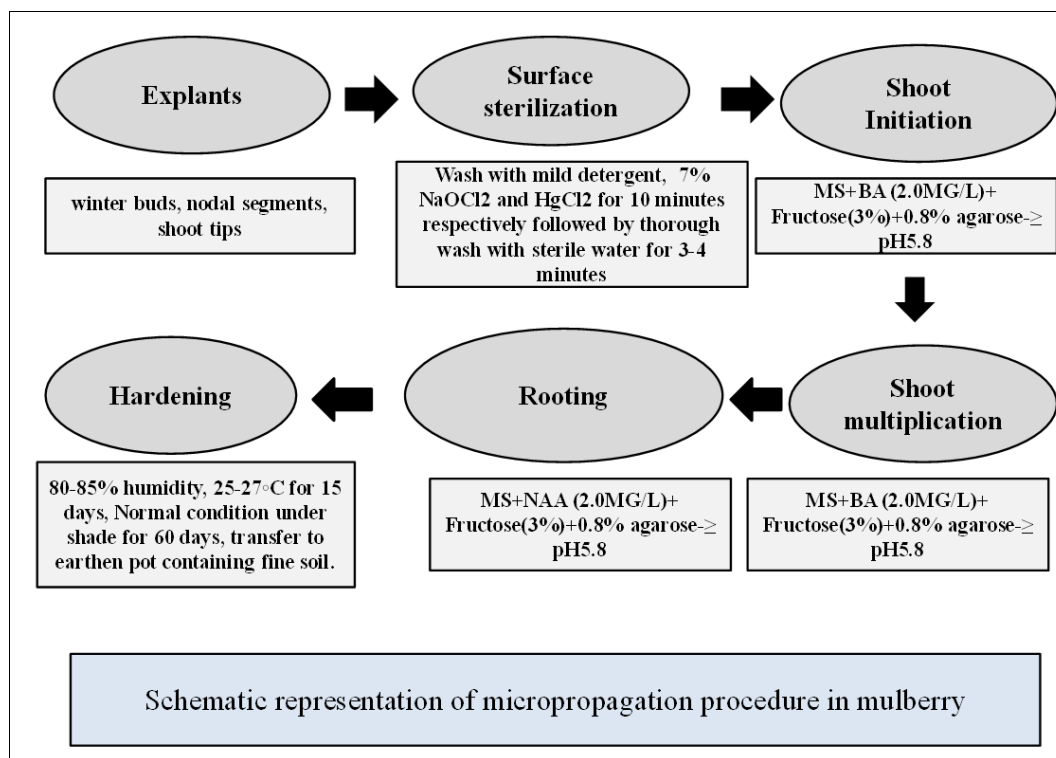 Explants
winter buds, nodal segments,
shoot tips
Surface
sterilization
Wash with mild detergent, 7%
NaOCl2 and HgCl2 for 10 minutes
respectively followed by thorough
wash with sterile water for 3-4
minutes
Shoot
Initiation
MS+BA (2.0MG/L)+
Fructose(3%)+0.8% agarose-≥
pH5.8
Shoot
multiplication
MS+BA (2.0MG/L)+
Fructose(3%)+0.8% agarose-≥
pH5.8
Rooting
MS+NAA (2.0MG/L)+
Fructose(3%)+0.8% agarose-≥
pH5.8
Hardening
80-85% humidity, 25-27◦C for 15
days, Normal condition under
shade for 60 days, transfer to
earthen pot containing fine soil.
Schematic representation of micropropagation procedure in mulberry